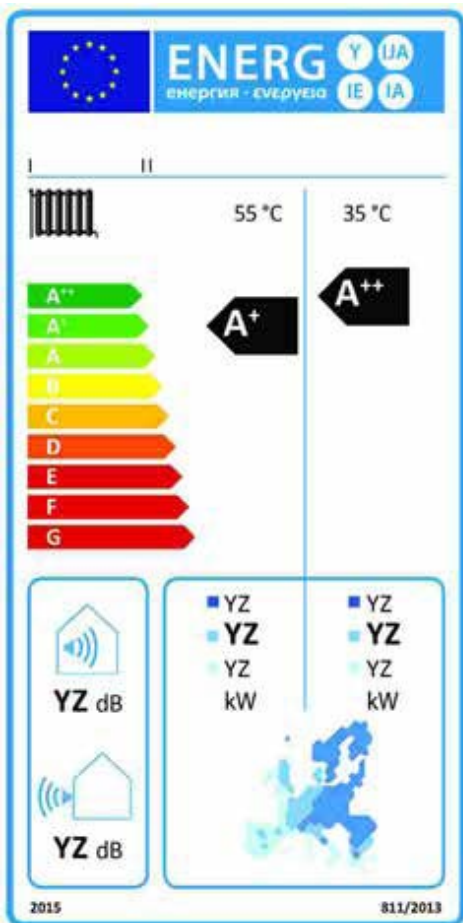 ENERG Y IJA
енергия · ενεργεια IE IA
I II
55 °C 35 °C
A++
A+
A
B
C
D
E
F
G
A+
A++
YZ dB
YZ dB
YZ YZ
YZ YZ
YZ YZ
kW kW
2015 811/2013